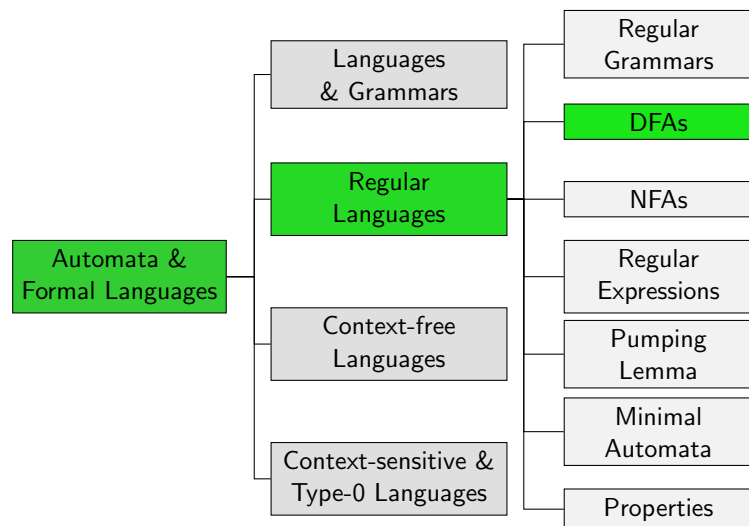 Automata &
Formal Languages
Languages
& Grammars
Regular
Languages
Context-free
Languages
Context-sensitive &
Type-0 Languages
Regular
Grammars
DFAs
NFAs
Regular
Expressions
Pumping
Lemma
Minimal
Automata
Properties